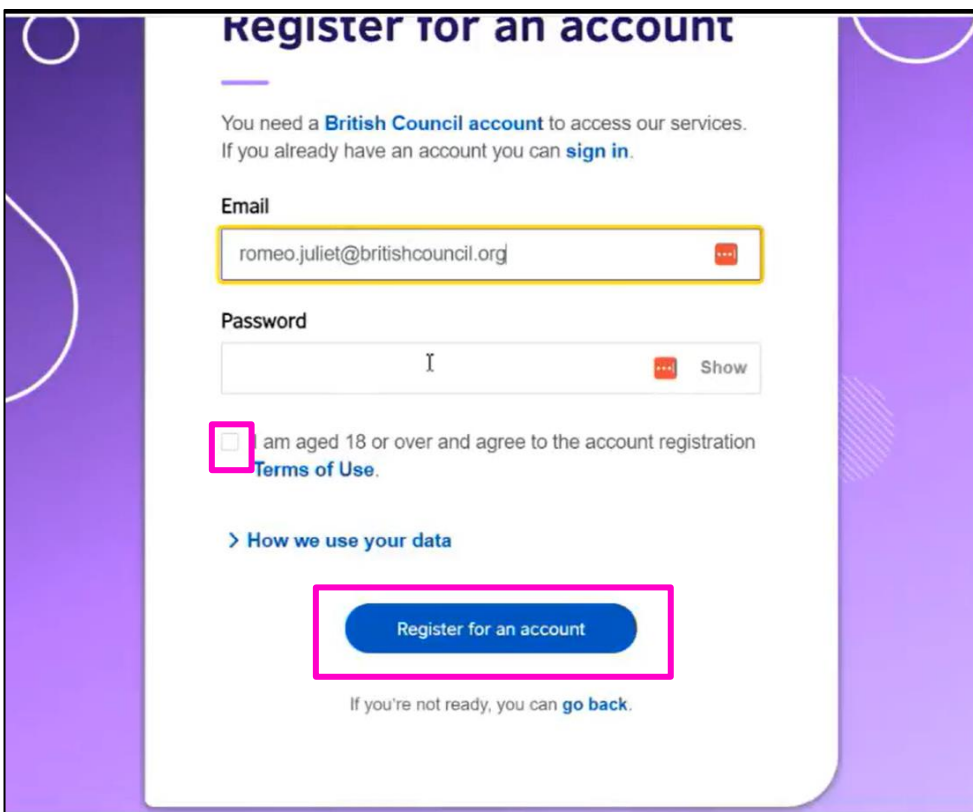 Register for an account
You need a British Council account to access our services.
If you already have an account you can sign in.
Email
romeo.juliet@britishcouncil.org
Password
Show
I am aged 18 or over and agree to the account registration
Terms of Use.
> How we use your data
Register for an account
If you're not ready, you can go back.